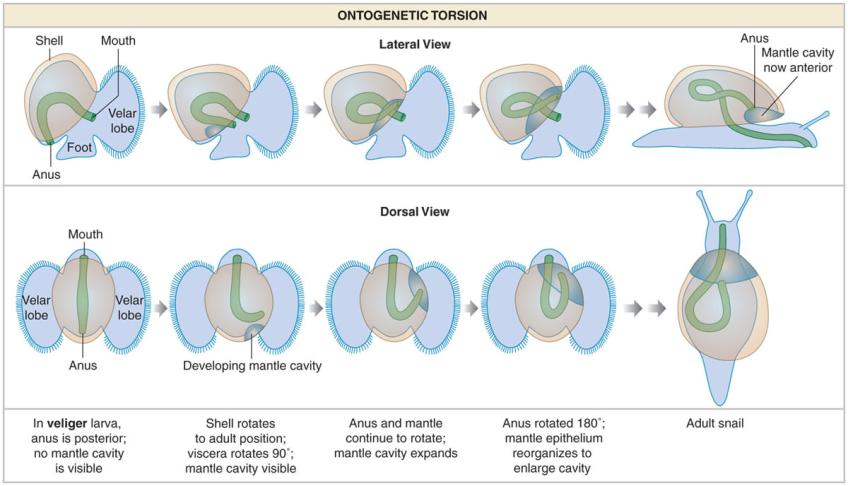 ONTOGENETIC TORSION
Lateral View
Shell
Mouth
Velar
lobe
Foot
Anus
Anus
Mantle cavity
now anterior
Dorsal View
Mouth
Velar
lobe
Velar
lobe
Anus
Developing mantle cavity
In veliger larva,
anus is posterior;
no mantle cavity
is visible
Shell rotates
to adult position;
viscera rotates 90˚;
mantle cavity visible
Anus and mantle
continue to rotate;
mantle cavity expands
Anus rotated 180˚;
mantle epithelium
reorganizes to
enlarge cavity
Adult snail